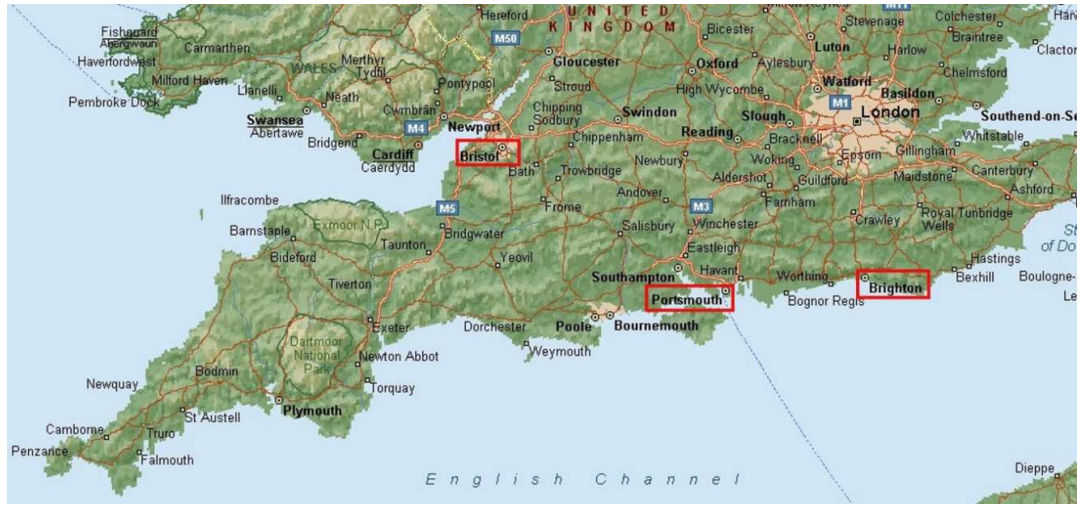 Hereford
UNITED
KINGDOM
Bicester
Stevenage
Colchester
Braintree
M11
Fishguard
Abergwaun
Haverfordwest
Carmarthen
M50
Gloucester
Luton
Harlow
Clacton
WALES
Merthyr
Tydfil
Oxford
Aylesbury
Chelmsford
Milford Haven
Pembroke Dock
Llanelli
Neath
Pontypool
Stroud
High Wycombe
Watford
Basildon
Swansea
Abertawe
Cwmbrân
Chipping
Sodbury
Swindon
M1
London
Southend-on-Se
Bridgend
M4
Newport
Chippenham
Reading
Slough
Bracknell
Whitstable
Cardiff
Caerdydd
Bristol
Bath
Trowbridge
Newbury
Woking
Epsom
Gillingham
Canterbury
Maidstone
Ashford
Ilfracombe
M5
Frome
Andover
Aldershot
Guildford
Farnham
M3
Exmoor N.P.
Barnstaple
Bideford
Taunton
Bridgwater
Salisbury
Winchester
Crawley
Royal Tunbridge
Wells
St
of Do
Yeovil
Eastleigh
Hastings
Bexhill
Boulogne-
Le
Tiverton
Southampton
Havant
Worthing
Brighton
Portsmouth
Bognor Regis
Exeter
Dorchester
Poole
Bournemouth
Dartmoor
National
Park
Newton Abbot
Weymouth
Newquay
Bodmin
Torquay
St Austell
Plymouth
Camborne
Truro
Penzance
Falmouth
English Channel
Dieppe